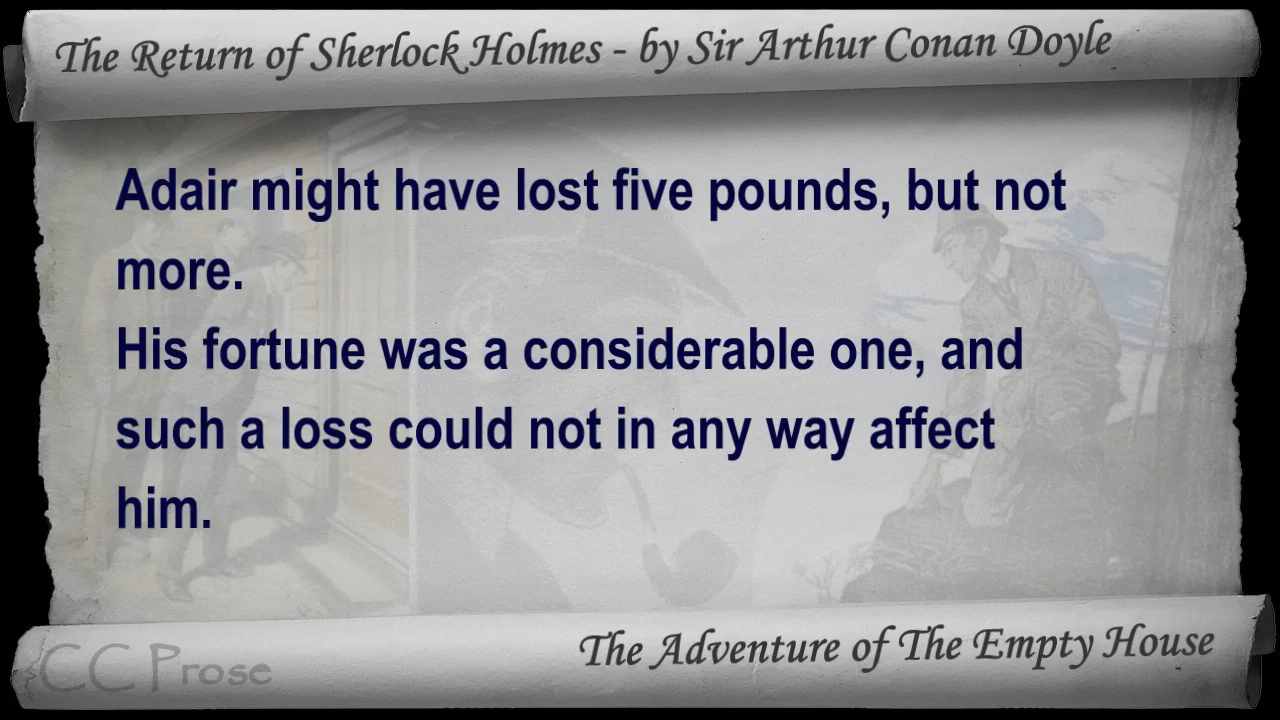 The Return of Sherlock Holmes - by Sir Arthur Conan Doyle
Adair might have lost five pounds, but not
more.
His fortune was a considerable one, and
such a loss could not in any way affect
him.
The Adventure of The Empty House
CC Prose